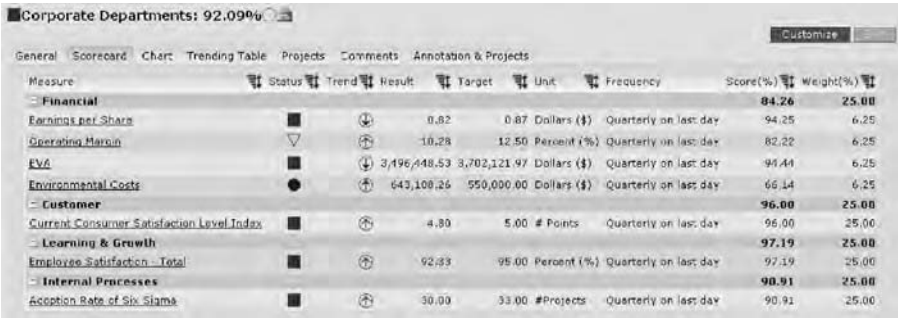 Corporate Departments: 92.09%
Customize
General Scorecard Chart Trending Table Projects Comments Annotation & Projects
Measure Status Trend Result Target Unit Frequency Score(%) Weight(%)
Financial 84.26 25.00
Earnings per Share 0.82 0.87 Dollars ($) Quarterly on last day 94.25 6.25
Operating Margin 10.28 12.50 Percent (%) Quarterly on last day 82.22 6.25
EVA 3,496,448.53 3,702,121.97 Dollars ($) Quarterly on last day 94.44 6.25
Environmental Costs 643,108.26 550,000.00 Dollars ($) Quarterly on last day 66.14 6.25
Customer 96.00 25.00
Current Consumer Satisfaction Level Index 4.80 5.00 # Points Quarterly on last day 96.00 25.00
Learning & Growth 97.19 25.00
Employee Satisfaction - Total 92.33 95.00 Percent (%) Quarterly on last day 97.19 25.00
Internal Processes 90.91 25.00
Adoption Rate of Six Sigma 30.00 33.00 #Projects Quarterly on last day 90.91 25.00